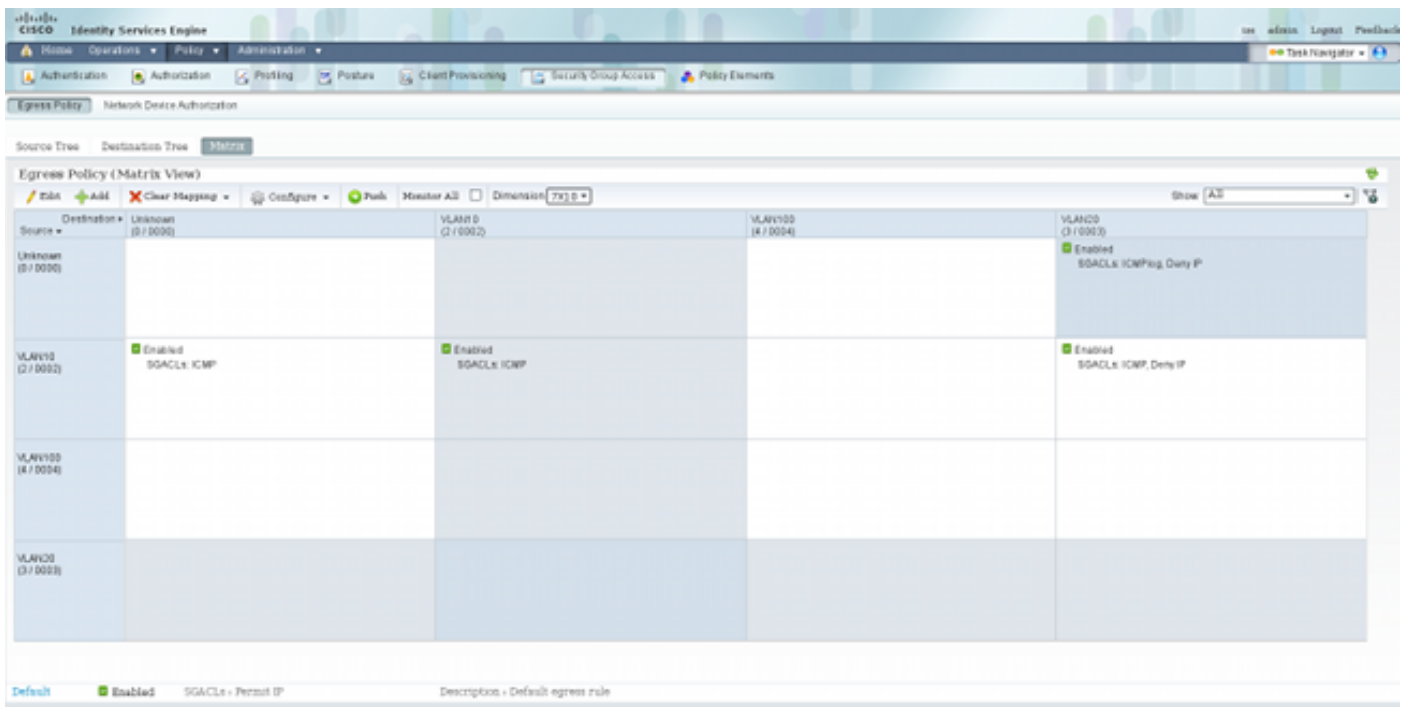 CISCO Identity Services Engine
ise admin Logout Feedback
Home Operations Policy Administration
Task Navigator
Authentication Authorization Profiling Posture Client Provisioning Security Group Access Policy Elements
Egress Policy Network Device Authorization
Source Tree Destination Tree Matrix
Egress Policy (Matrix View)
Edit Add Clear Mapping Configure Push Monitor All Dimension 7X10 Show All
Destination Unknown VLAN10 VLAN100 VLAN20
Source (0 / 0000) (2 / 0002) (4 / 0004) (3 / 0003)
Unknown
(0 / 0000)
Enabled
SGACLs: ICMPlog, Deny IP
VLAN10
(2 / 0002)
Enabled
SGACLs: ICMP
Enabled
SGACLs: ICMP
Enabled
SGACLs: ICMP, Deny IP
VLAN100
(4 / 0004)
VLAN20
(3 / 0003)
Default Enabled SGACLs : Permit IP Description : Default egress rule